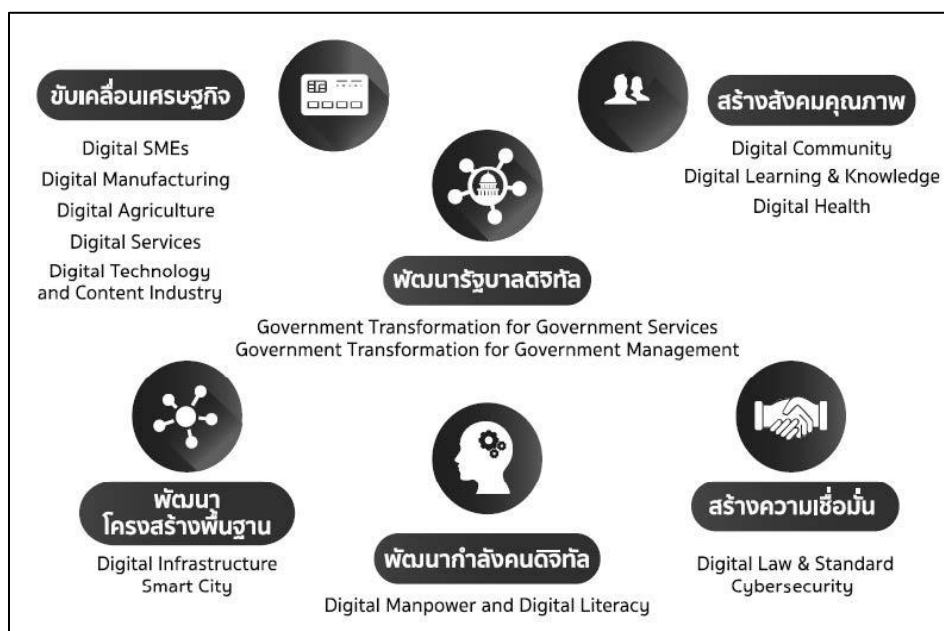 ขับเคลื่อนเศรษฐกิจ
Digital SMEs
Digital Manufacturing
Digital Agriculture
Digital Services
Digital Technology
and Content Industry
สร้างสังคมคุณภาพ
Digital Community
Digital Learning & Knowledge
Digital Health
พัฒนารัฐบาลดิจิทัล
Government Transformation for Government Services
Government Transformation for Government Management
พัฒนา
โครงสร้างพื้นฐาน
Digital Infrastructure
Smart City
พัฒนากำลังคนดิจิทัล
Digital Manpower and Digital Literacy
สร้างความเชื่อมั่น
Digital Law & Standard
Cybersecurity